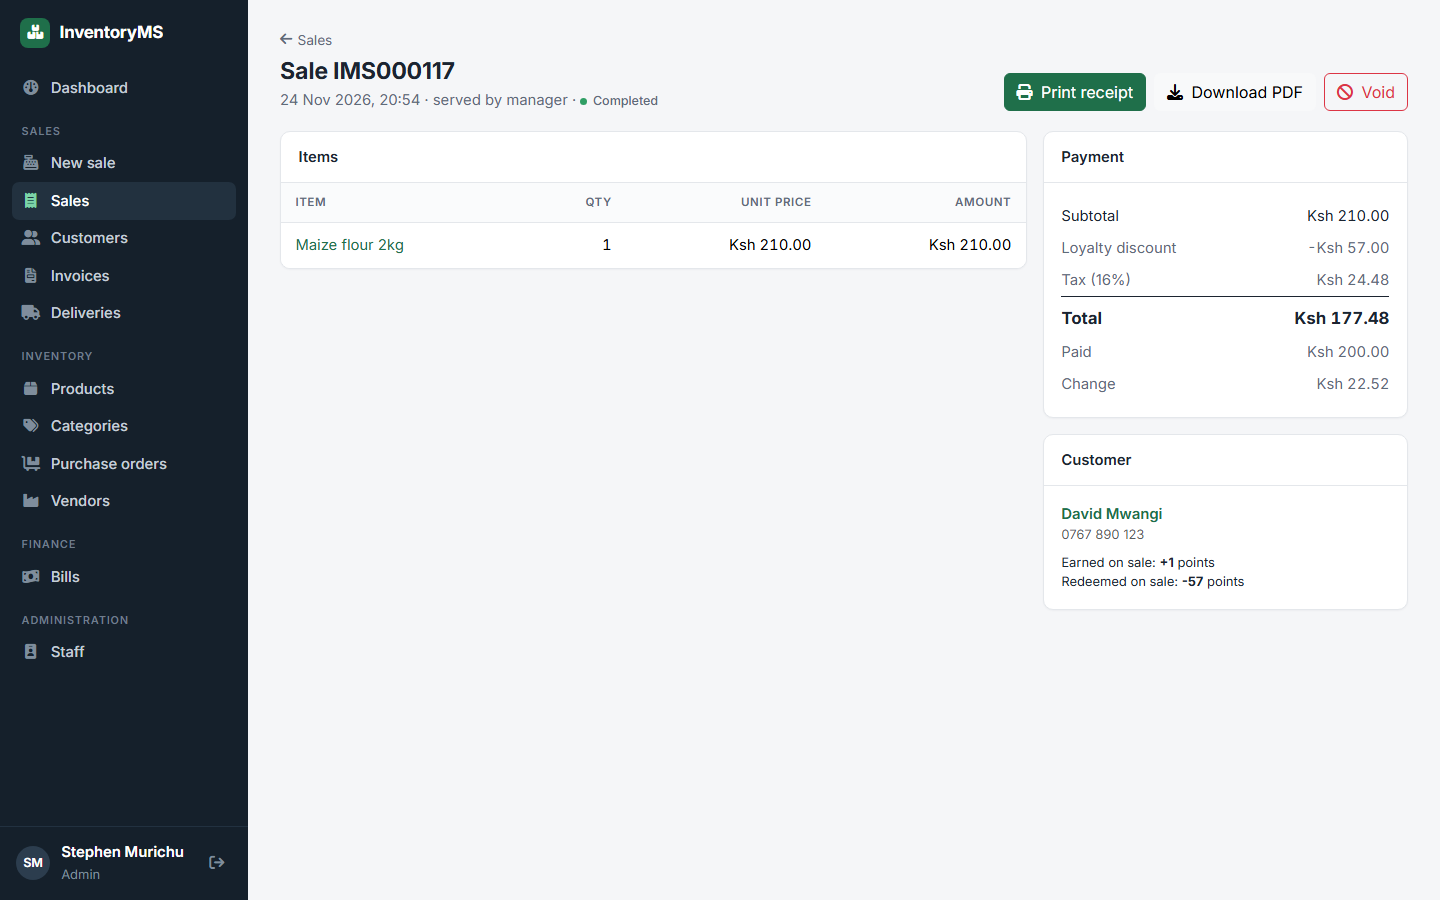 InventoryMS
Dashboard
SALES
New sale
Sales
Customers
Invoices
Deliveries
INVENTORY
Products
Categories
Purchase orders
Vendors
FINANCE
Bills
ADMINISTRATION
Staff
SM
Stephen Murichu
Admin
Sales
Sale IMS000117
24 Nov 2026, 20:54 · served by manager · Completed
Print receipt
Download PDF
Void
Items
ITEM QTY UNIT PRICE AMOUNT
Maize flour 2kg 1 Ksh 210.00 Ksh 210.00
Payment
Subtotal Ksh 210.00
Loyalty discount -Ksh 57.00
Tax (16%) Ksh 24.48
Total Ksh 177.48
Paid Ksh 200.00
Change Ksh 22.52
Customer
David Mwangi
0767 890 123
Earned on sale: +1 points
Redeemed on sale: -57 points